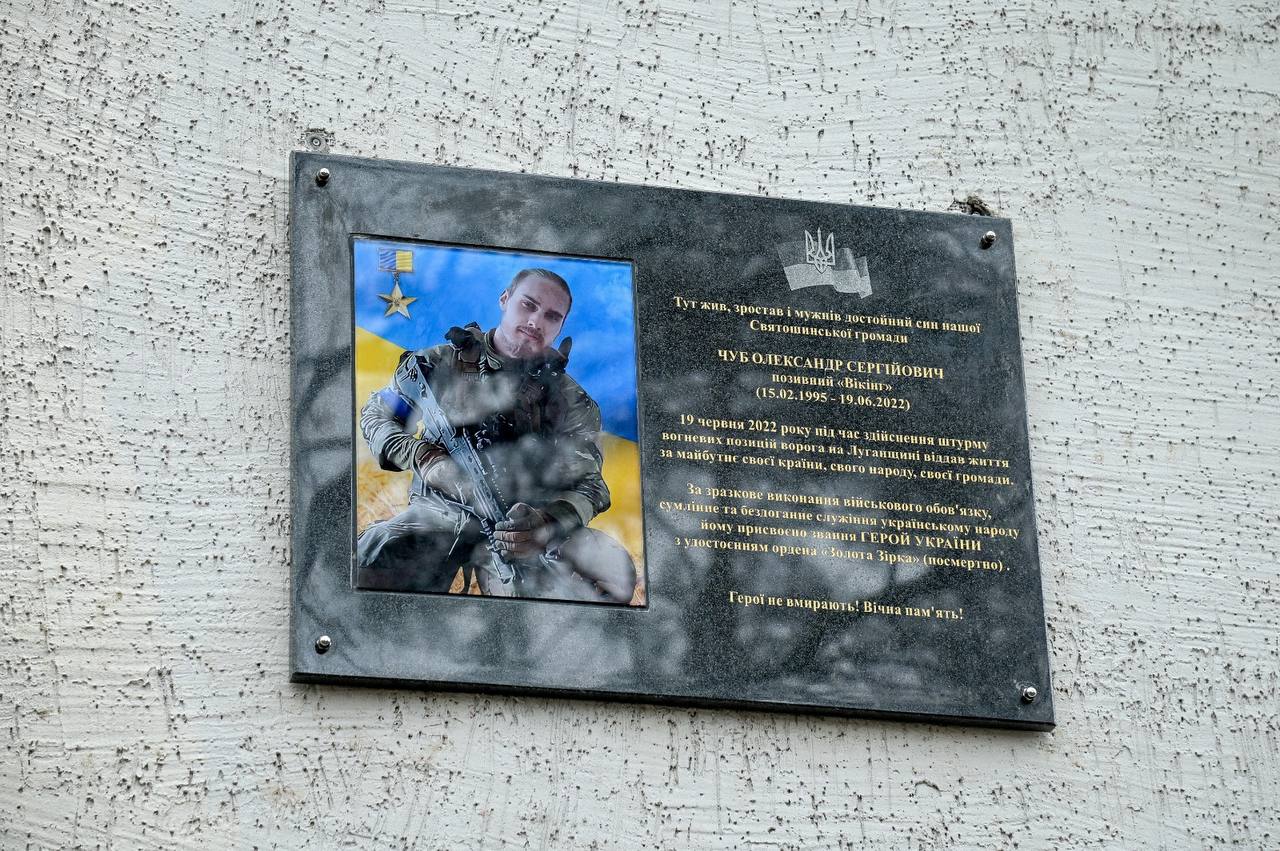 Тут жив, зростав і мужнів достойний син нашої
Святошинської громади
ЧУБ ОЛЕКСАНДР СЕРГІЙОВИЧ
позивний «Вікінг»
(15.02.1995 - 19.06.2022)
19 червня 2022 року під час здійснення штурму
вогневих позицій ворога на Луганщині віддав життя
за майбутнє своєї країни, свого народу, своєї громади.
За зразкове виконання військового обов'язку,
сумлінне та бездоганне служіння українському народу
йому присвоєно звання ГЕРОЙ УКРАЇНИ
з удостоєнням ордена «Золота Зірка» (посмертно) .
Герої не вмирають! Вічна пам'ять!